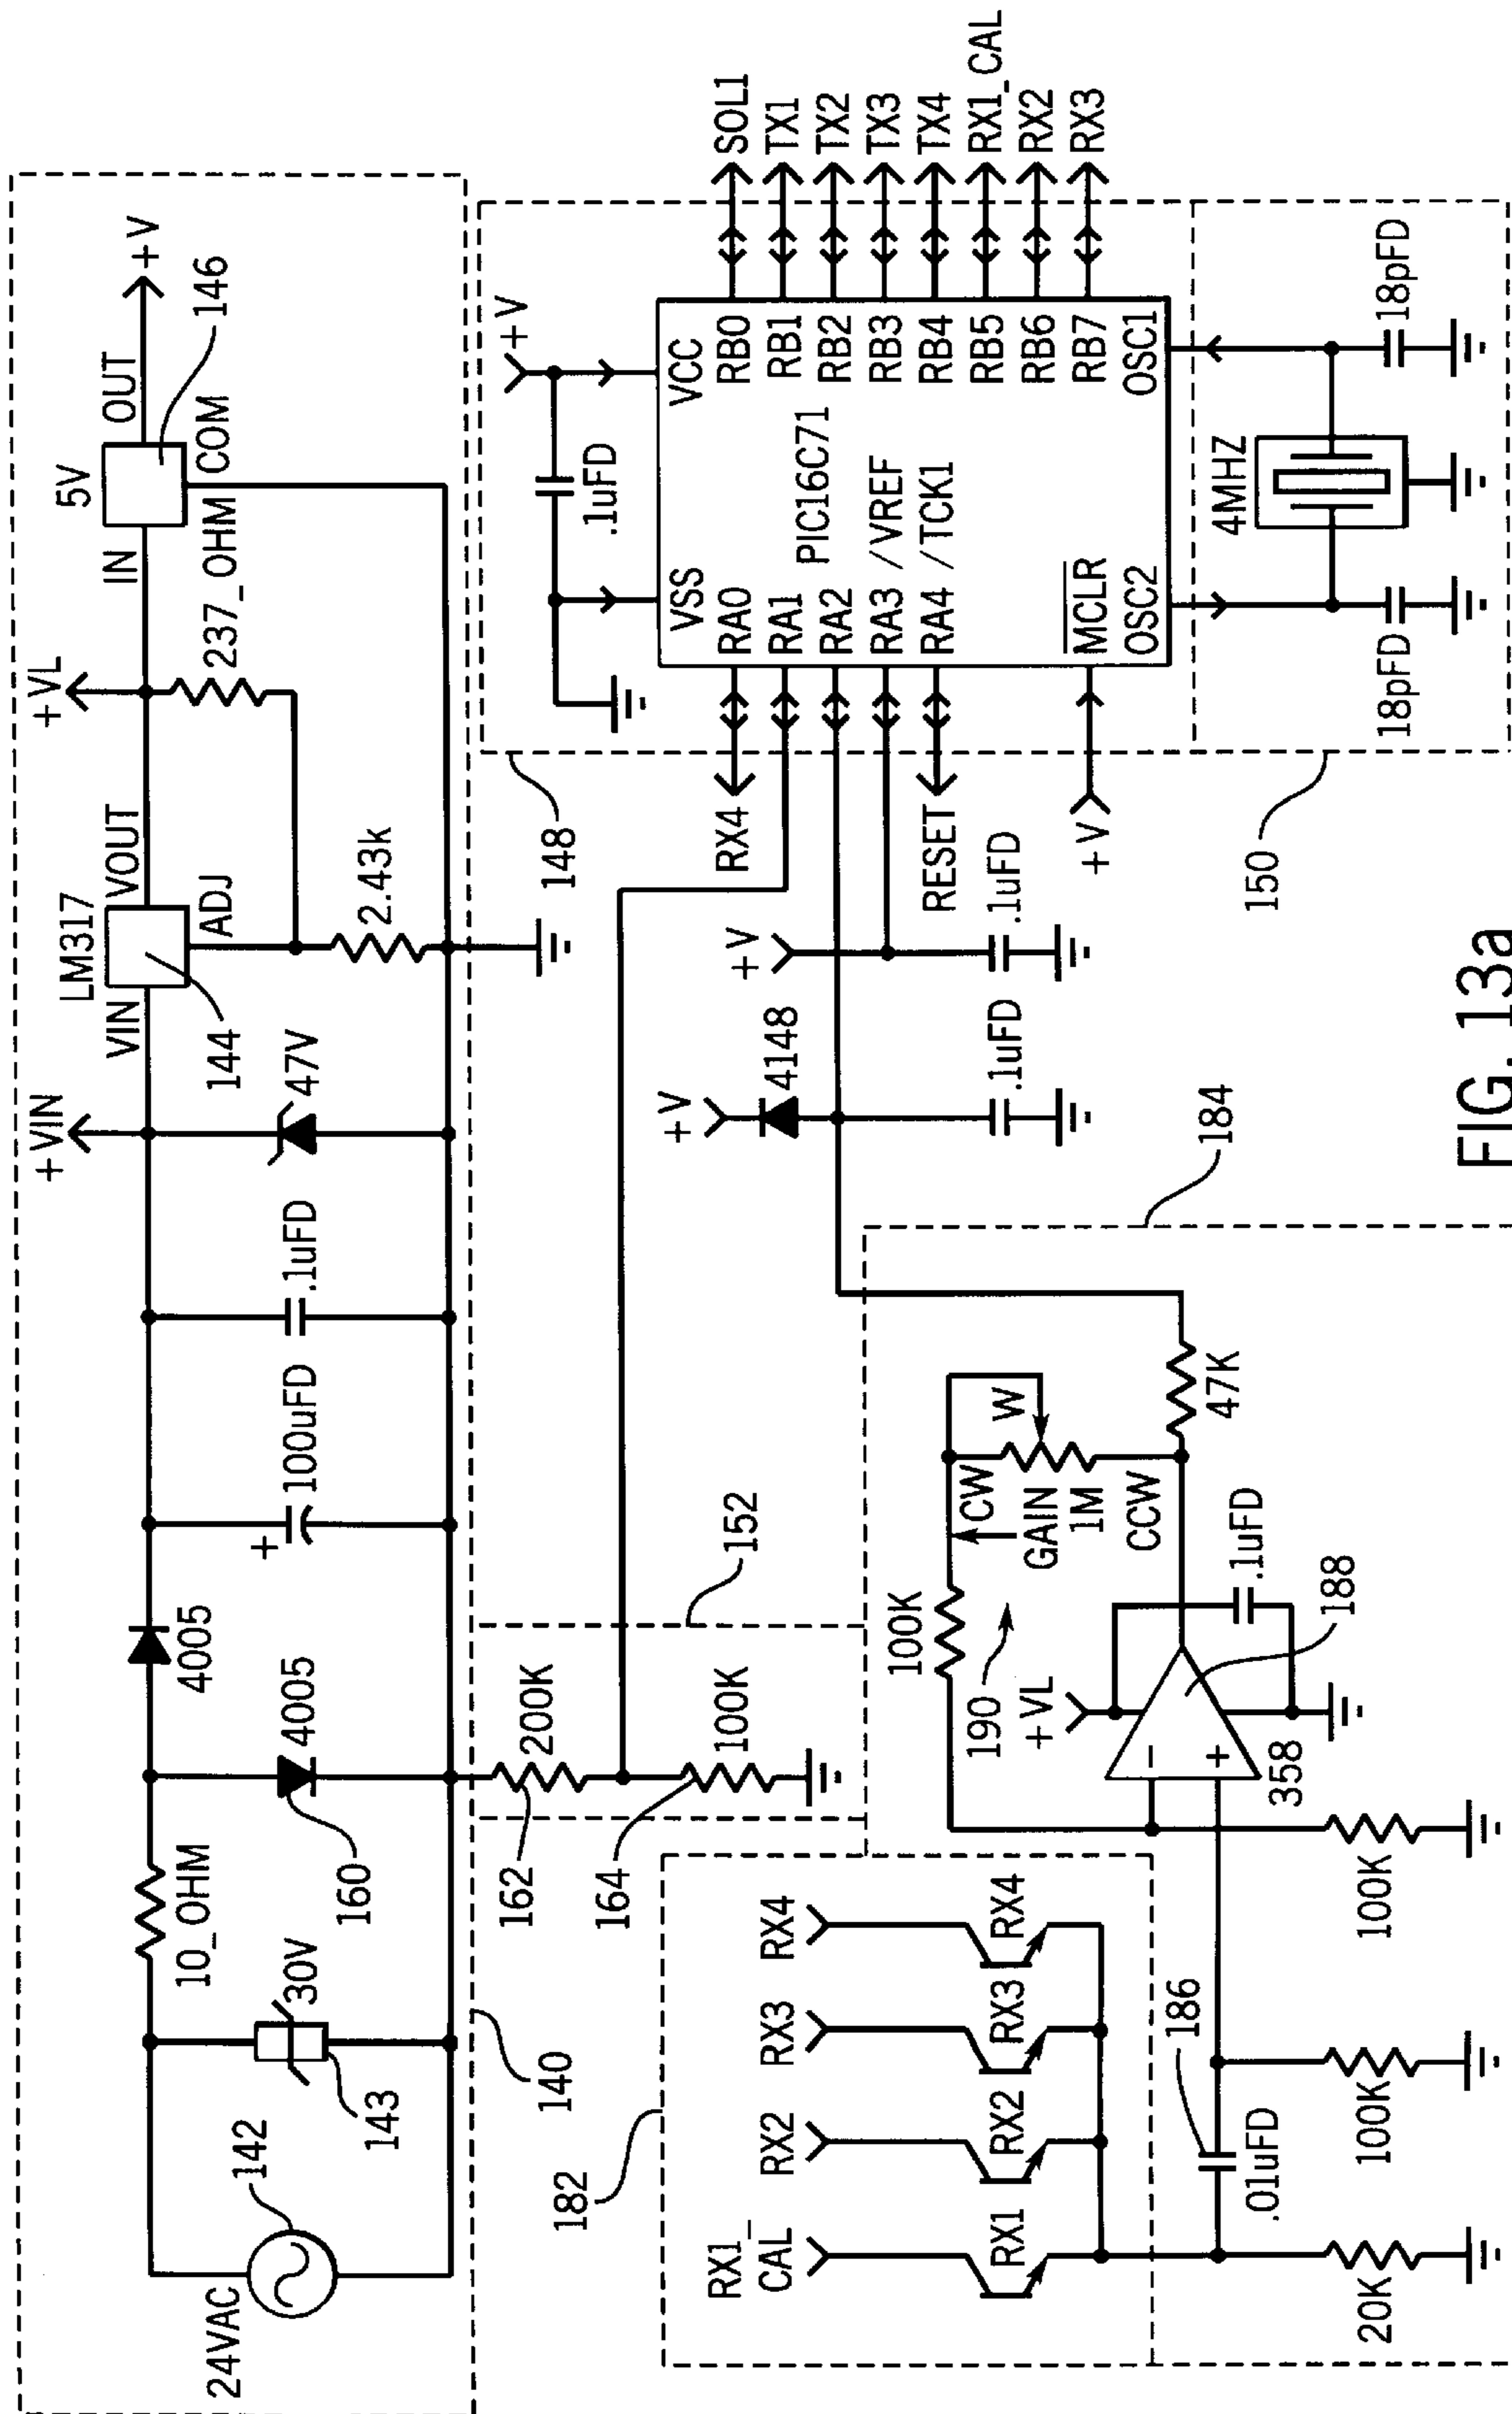 24VAC
142
143
30V
10_OHM
160
4005
4005
+
100uFD
.1uFD
+VIN
47V
VIN
LM317
144
VOUT
ADJ
2.43k
+VL
237_OHM
IN
5V
OUT
COM
146
+V
140
162
200K
164
100K
152
148
+V
.1uFD
VSS
VCC
RA0
RA1
RA2
RA3/VREF
RA4/TCK1
MCLR
OSC2
PIC16C71
RB0
RB1
RB2
RB3
RB4
RB5
RB6
RB7
OSC1
SOL1
TX1
TX2
TX3
TX4
RX1_CAL
RX2
RX3
RX4
RESET
+V
+V
4148
.1uFD
+V
.1uFD
4MHZ
18pFD
18pFD
150
182
RX1_
CAL
RX2
RX3
RX4
RX1
RX2
RX3
RX4
186
.01uFD
20K
100K
100K
190
100K
CW
W
GAIN
1M
CCW
+VL
-
+
358
188
.1uFD
47K
184
FIG. 13a